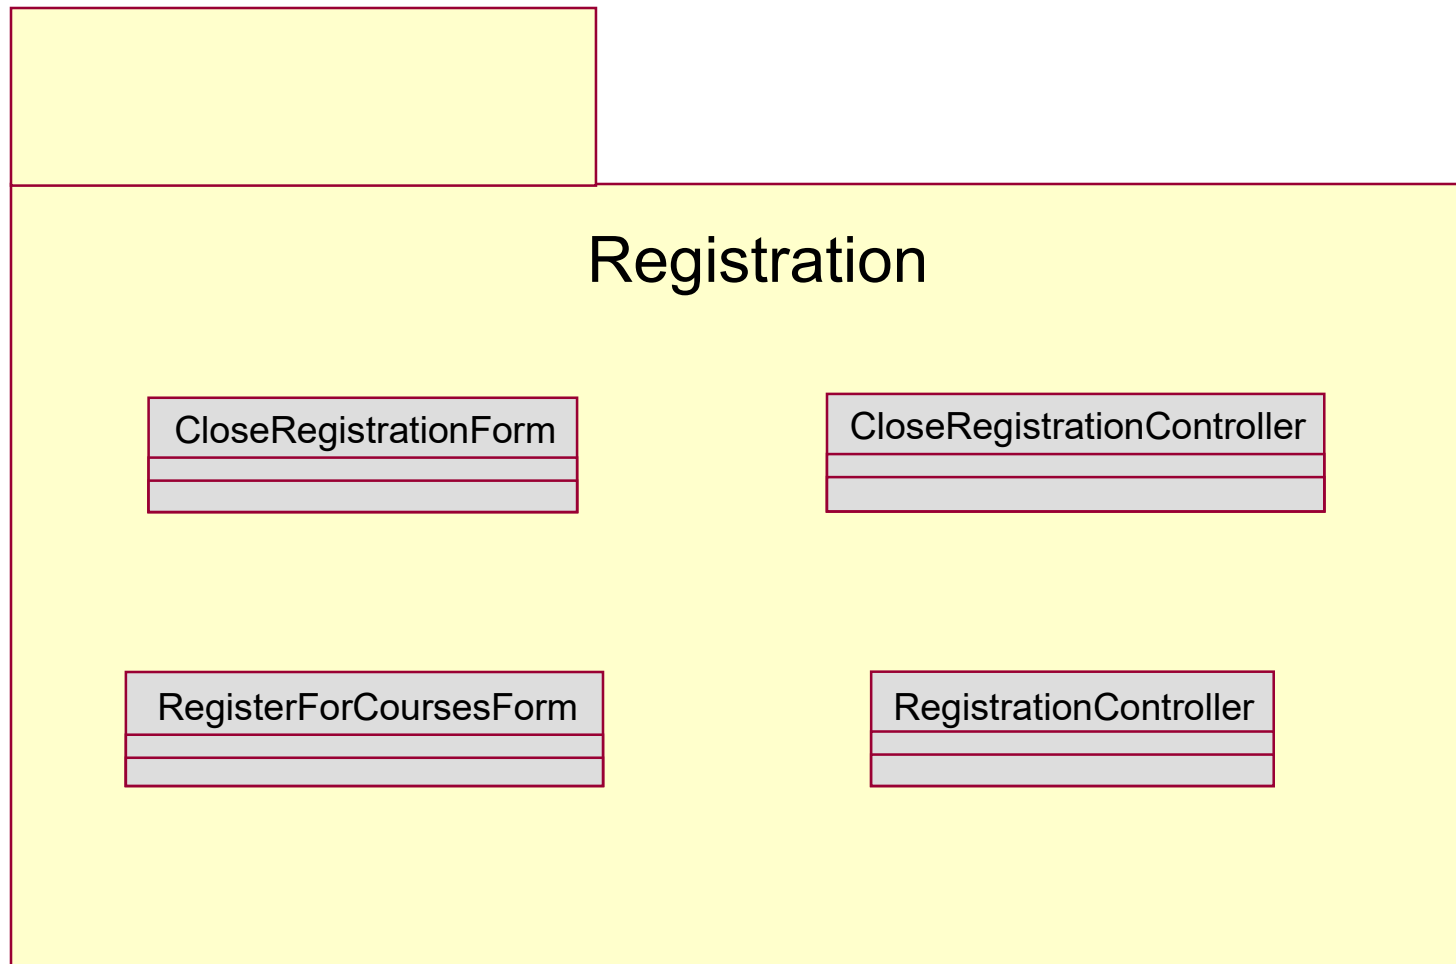 Registration
CloseRegistrationForm
CloseRegistrationController
RegisterForCoursesForm
RegistrationController